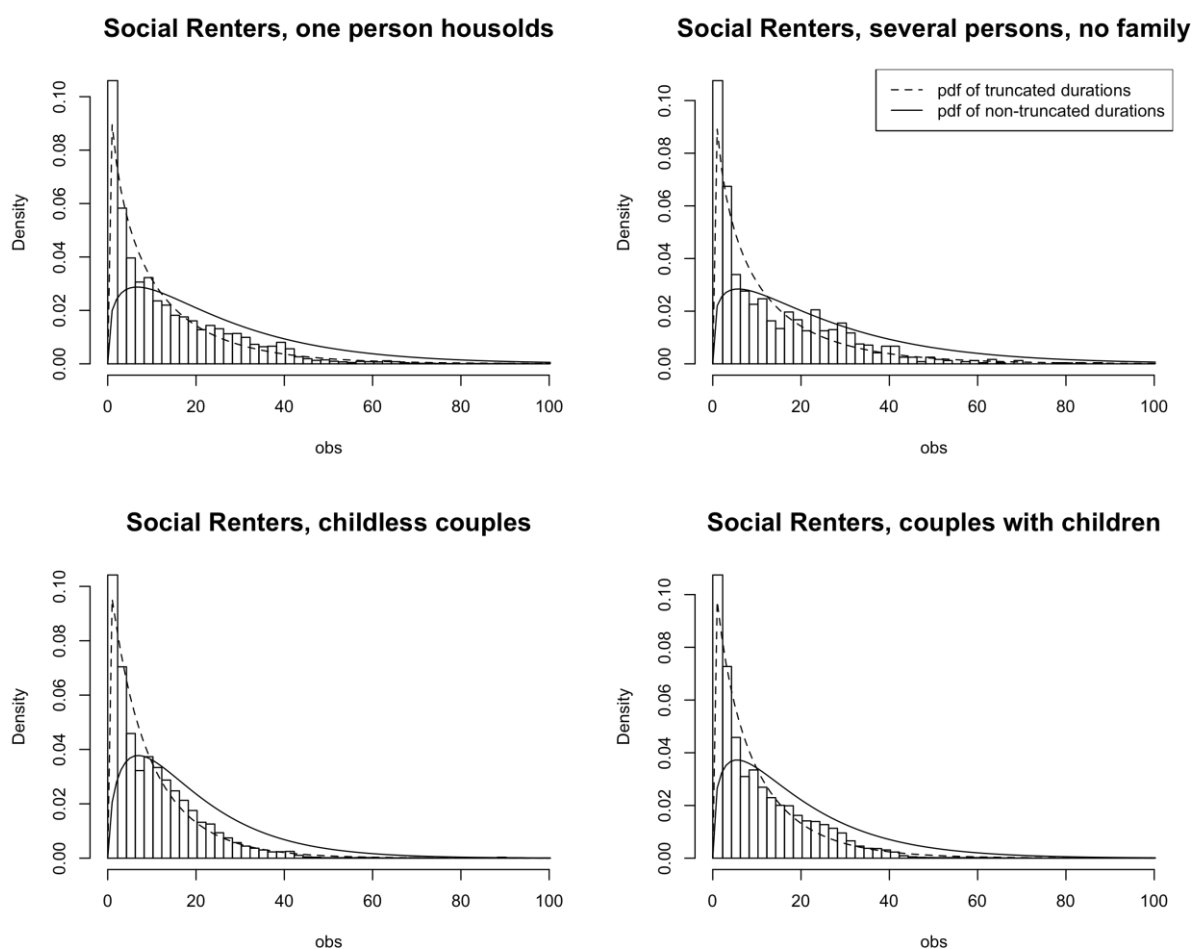 Social Renters, one person housolds
Density
0.00 0.02 0.04 0.06 0.08 0.10
0 20 40 60 80 100
obs
Social Renters, several persons, no family
pdf of truncated durations
pdf of non-truncated durations
Density
0.00 0.02 0.04 0.06 0.08 0.10
0 20 40 60 80 100
obs
Social Renters, childless couples
Density
0.00 0.02 0.04 0.06 0.08 0.10
0 20 40 60 80 100
obs
Social Renters, couples with children
Density
0.00 0.02 0.04 0.06 0.08 0.10
0 20 40 60 80 100
obs